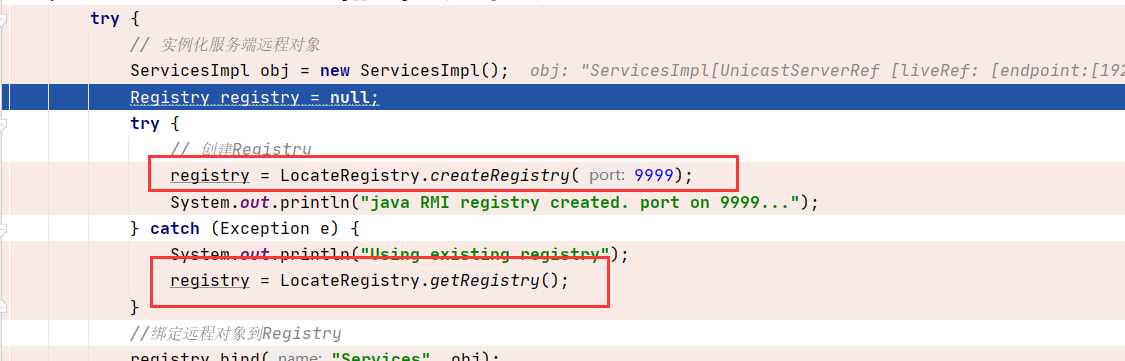 try {
// 实例化服务端远程对象
ServicesImpl obj = new ServicesImpl(); obj: "ServicesImpl[UnicastServerRef [liveRef: [endpoint:[192
Registry registry = null;
try {
// 创建Registry
registry = LocateRegistry.createRegistry( port: 9999);
System.out.println("java RMI registry created. port on 9999...");
} catch (Exception e) {
System.out.println("Using existing registry");
registry = LocateRegistry.getRegistry();
}
//绑定远程对象到Registry
registry.bind( name: "Services", obj);